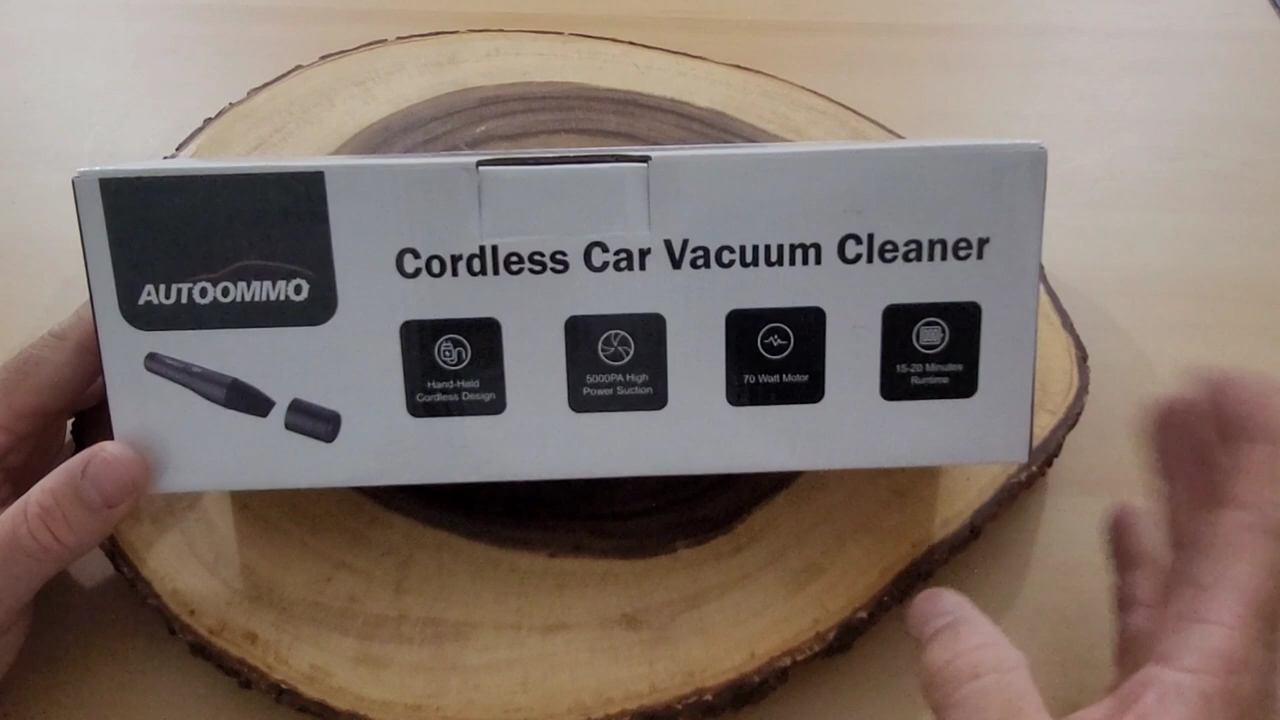 AUTOOMMO
Cordless Car Vacuum Cleaner
Hand-Held
Cordless Design
5000PA High
Power Suction
70 Watt Motor
15-20 Minutes
Runtime